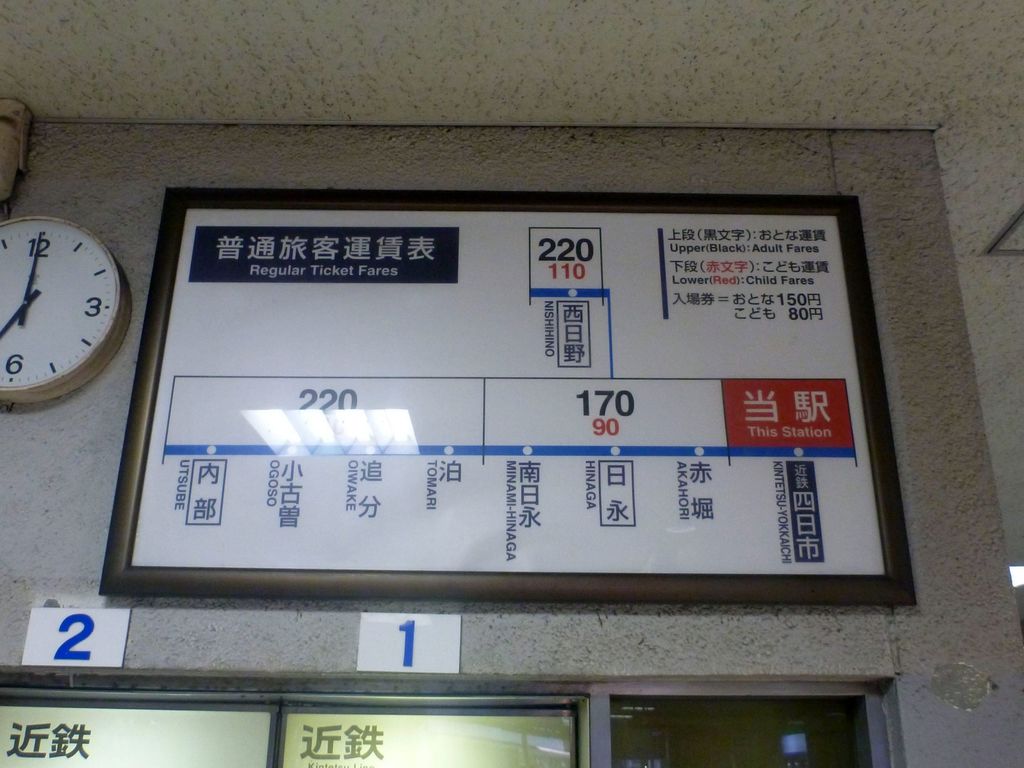 普通旅客運賃表
Regular Ticket Fares
220
110
西日野
NISHIHINO
上段(黒文字):おとな運賃
Upper(Black):Adult Fares
下段(赤文字):こども運賃
Lower(Red):Child Fares
入場券=おとな150円
こども 80円
220
170
90
当駅
This Station
内部
UTSUBE
小古曽
OGOSO
追分
OIWAKE
泊
TOMARI
南日永
MINAMI-HINAGA
日永
HINAGA
赤堀
AKAHORI
近鉄四日市
KINTETSU-YOKKAICHI
12
3
6
2
1
近鉄
近鉄
Kintetsu Line